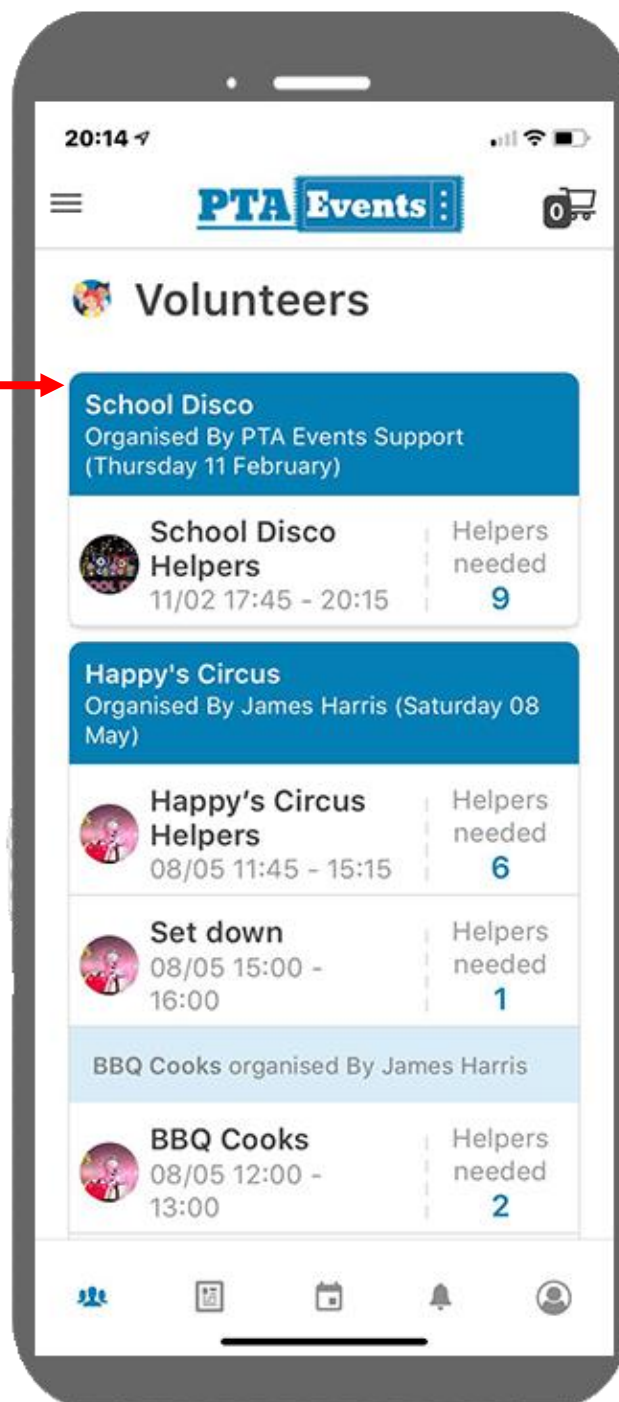 20:14
PTA Events
0
Volunteers
School Disco
Organised By PTA Events Support
(Thursday 11 February)
School Disco
Helpers
11/02 17:45 - 20:15
Helpers
needed
9
Happy's Circus
Organised By James Harris (Saturday 08
May)
Happy’s Circus
Helpers
08/05 11:45 - 15:15
Helpers
needed
6
Set down
08/05 15:00 -
16:00
Helpers
needed
1
BBQ Cooks organised By James Harris
BBQ Cooks
08/05 12:00 -
13:00
Helpers
needed
2